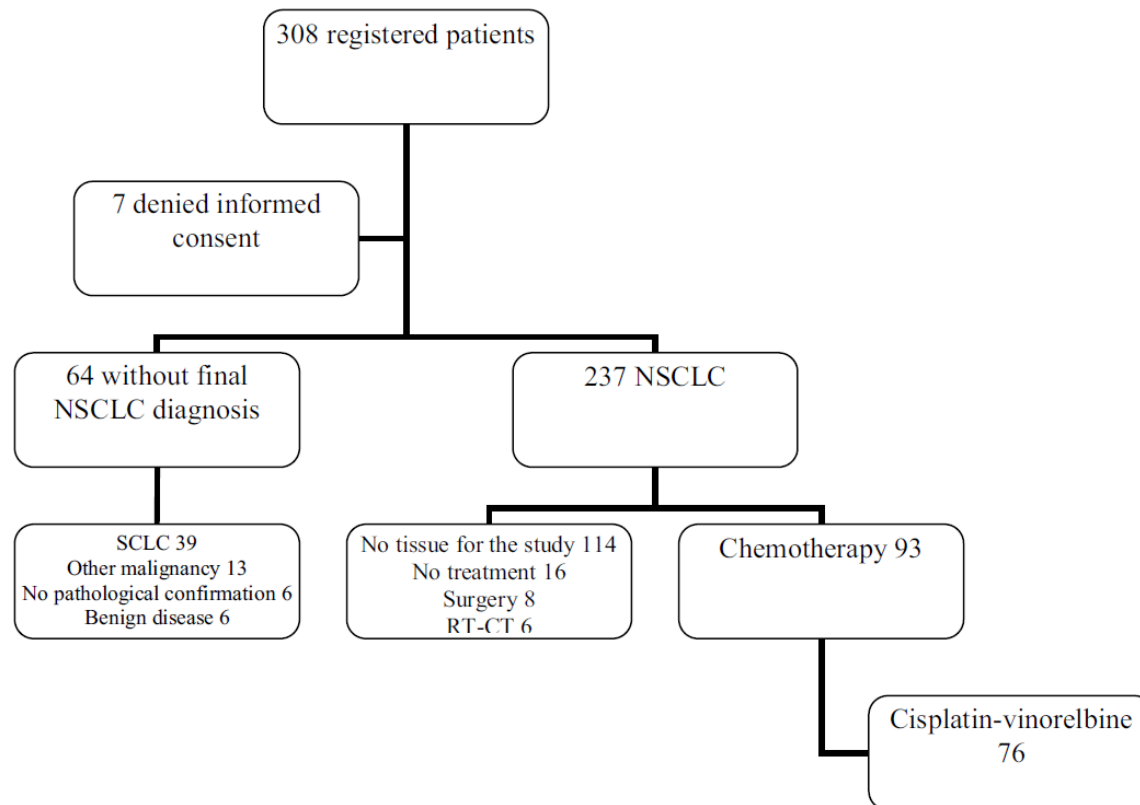 308 registered patients
7 denied informed
consent
64 without final
NSCLC diagnosis
237 NSCLC
SCLC 39
Other malignancy 13
No pathological confirmation 6
Benign disease 6
No tissue for the study 114
No treatment 16
Surgery 8
RT-CT 6
Chemotherapy 93
Cisplatin-vinorelbine
76